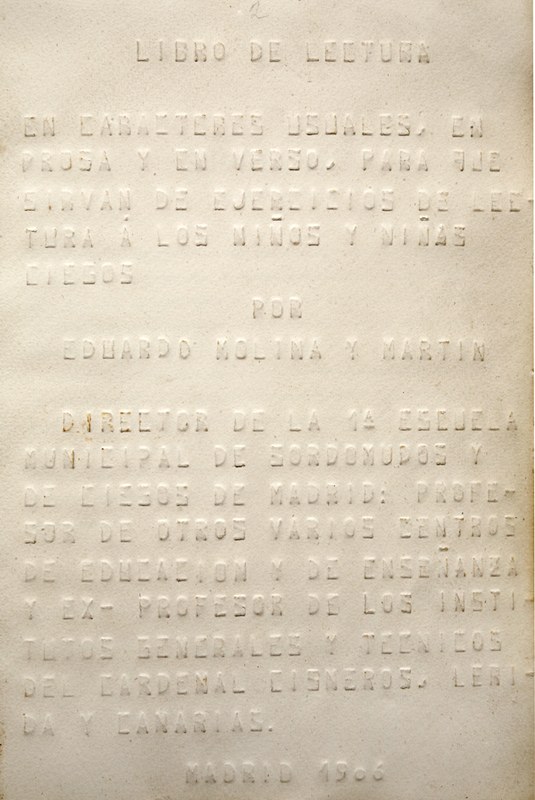 2
LIBRO DE LECTURA
EN CARACTERES USUALES, EN
PROSA Y EN VERSO, PARA QUE
SIRVAN DE EJERCICIOS DE LEC
TURA Á LOS NIÑOS Y NIÑAS
CIEGOS
POR
EDUARDO MOLINA Y MARTIN
DIRECTOR DE LA 1ª ESCUELA
MUNICIPAL DE SORDOMUDOS Y
DE CIEGOS DE MADRID: PROFE-
SOR DE OTROS VARIOS CENTROS
DE EDUCACION Y DE ENSEÑANZA
Y EX- PROFESOR DE LOS INSTI
TUTOS GENERALES Y TECNICOS
DEL CARDENAL CISNEROS, LERI
DA Y CANARIAS.
MADRID 1906